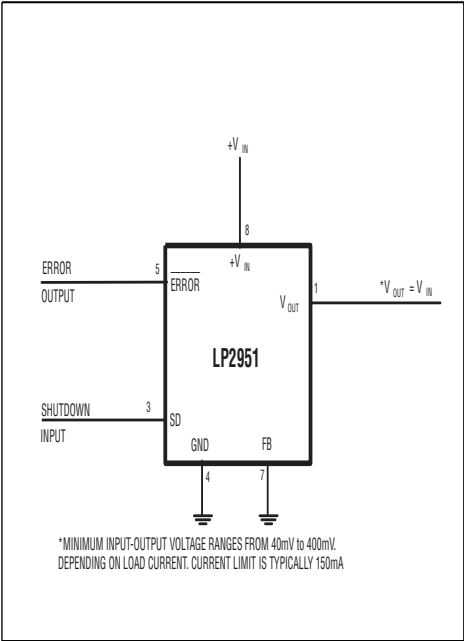 +V IN
8
+V IN
ERROR
OUTPUT
5
ERROR
1
V OUT
*V OUT = V IN
LP2951
SHUTDOWN
INPUT
3
SD
GND
FB
4
7
*MINIMUM INPUT-OUTPUT VOLTAGE RANGES FROM 40mV to 400mV.
DEPENDING ON LOAD CURRENT. CURRENT LIMIT IS TYPICALLY 150mA